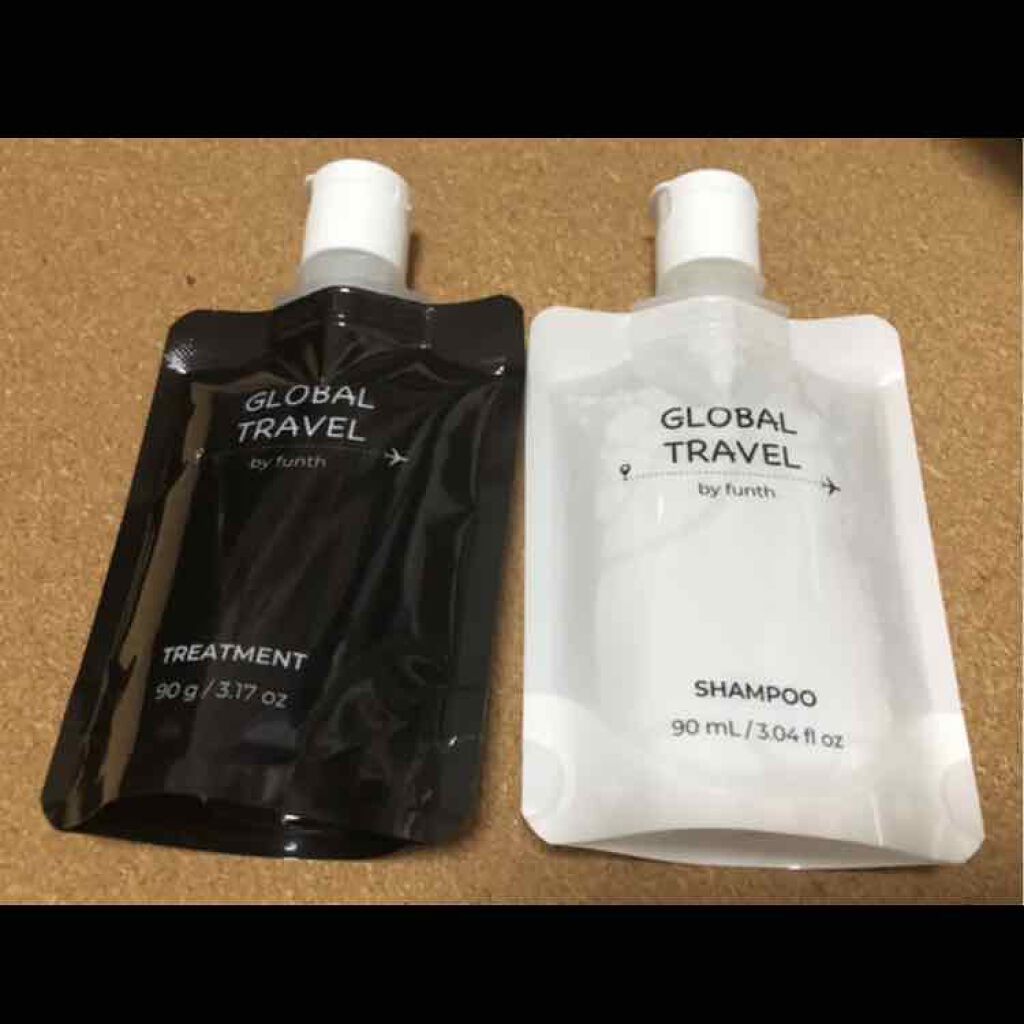 GLOBAL
TRAVEL
by funth
TREATMENT
90 g / 3.17 oz
GLOBAL
TRAVEL
by funth
SHAMPOO
90 mL / 3.04 fl oz